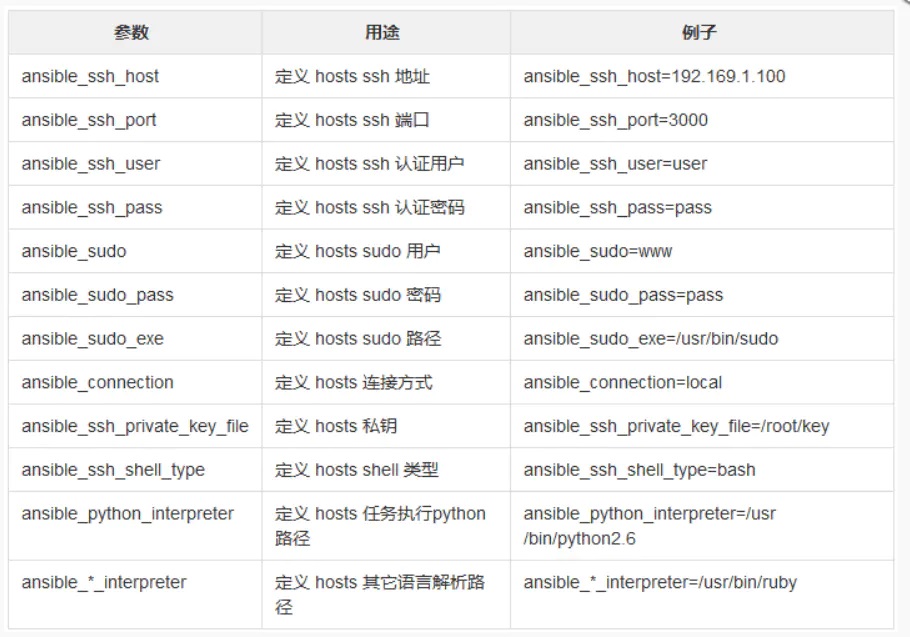 参数 用途 例子
ansible_ssh_host 定义 hosts ssh 地址 ansible_ssh_host=192.169.1.100
ansible_ssh_port 定义 hosts ssh 端口 ansible_ssh_port=3000
ansible_ssh_user 定义 hosts ssh 认证用户 ansible_ssh_user=user
ansible_ssh_pass 定义 hosts ssh 认证密码 ansible_ssh_pass=pass
ansible_sudo 定义 hosts sudo 用户 ansible_sudo=www
ansible_sudo_pass 定义 hosts sudo 密码 ansible_sudo_pass=pass
ansible_sudo_exe 定义 hosts sudo 路径 ansible_sudo_exe=/usr/bin/sudo
ansible_connection 定义 hosts 连接方式 ansible_connection=local
ansible_ssh_private_key_file 定义 hosts 私钥 ansible_ssh_private_key_file=/root/key
ansible_ssh_shell_type 定义 hosts shell 类型 ansible_ssh_shell_type=bash
ansible_python_interpreter 定义 hosts 任务执行python ansible_python_interpreter=/usr
路径 /bin/python2.6
ansible_*_interpreter 定义 hosts 其它语言解析路 ansible_*_interpreter=/usr/bin/ruby
径